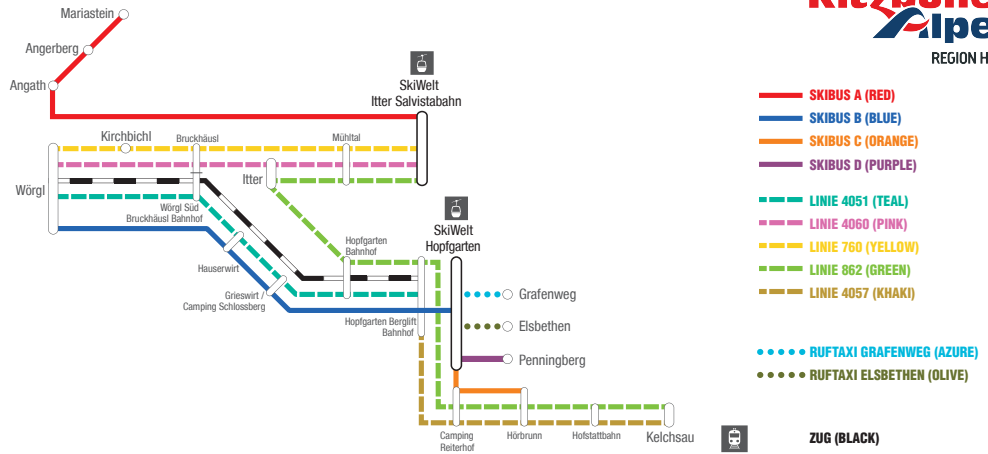 Mariastein
Angerberg
Angath
SkiWelt
Itter Salvistabahn
Kirchbichl
Bruckhäusl
Mühltal
Wörgl
Itter
Wörgl Süd
Bruckhäusl Bahnhof
SkiWelt
Hopfgarten
Hopfgarten
Bahnhof
Hauserwirt
Grieswirt /
Camping Schlossberg
Hopfgarten Berglift
Bahnhof
Grafenweg
Elsbethen
Penningberg
Camping
Reiterhof
Hörbrunn
Hofstattbahn
Kelchsau
REGION H
SKIBUS A (RED)
SKIBUS B (BLUE)
SKIBUS C (ORANGE)
SKIBUS D (PURPLE)
LINIE 4051 (TEAL)
LINIE 4060 (PINK)
LINIE 760 (YELLOW)
LINIE 862 (GREEN)
LINIE 4057 (KHAKI)
RUFTAXI GRAFENWEG (AZURE)
RUFTAXI ELSBETHEN (OLIVE)
ZUG (BLACK)